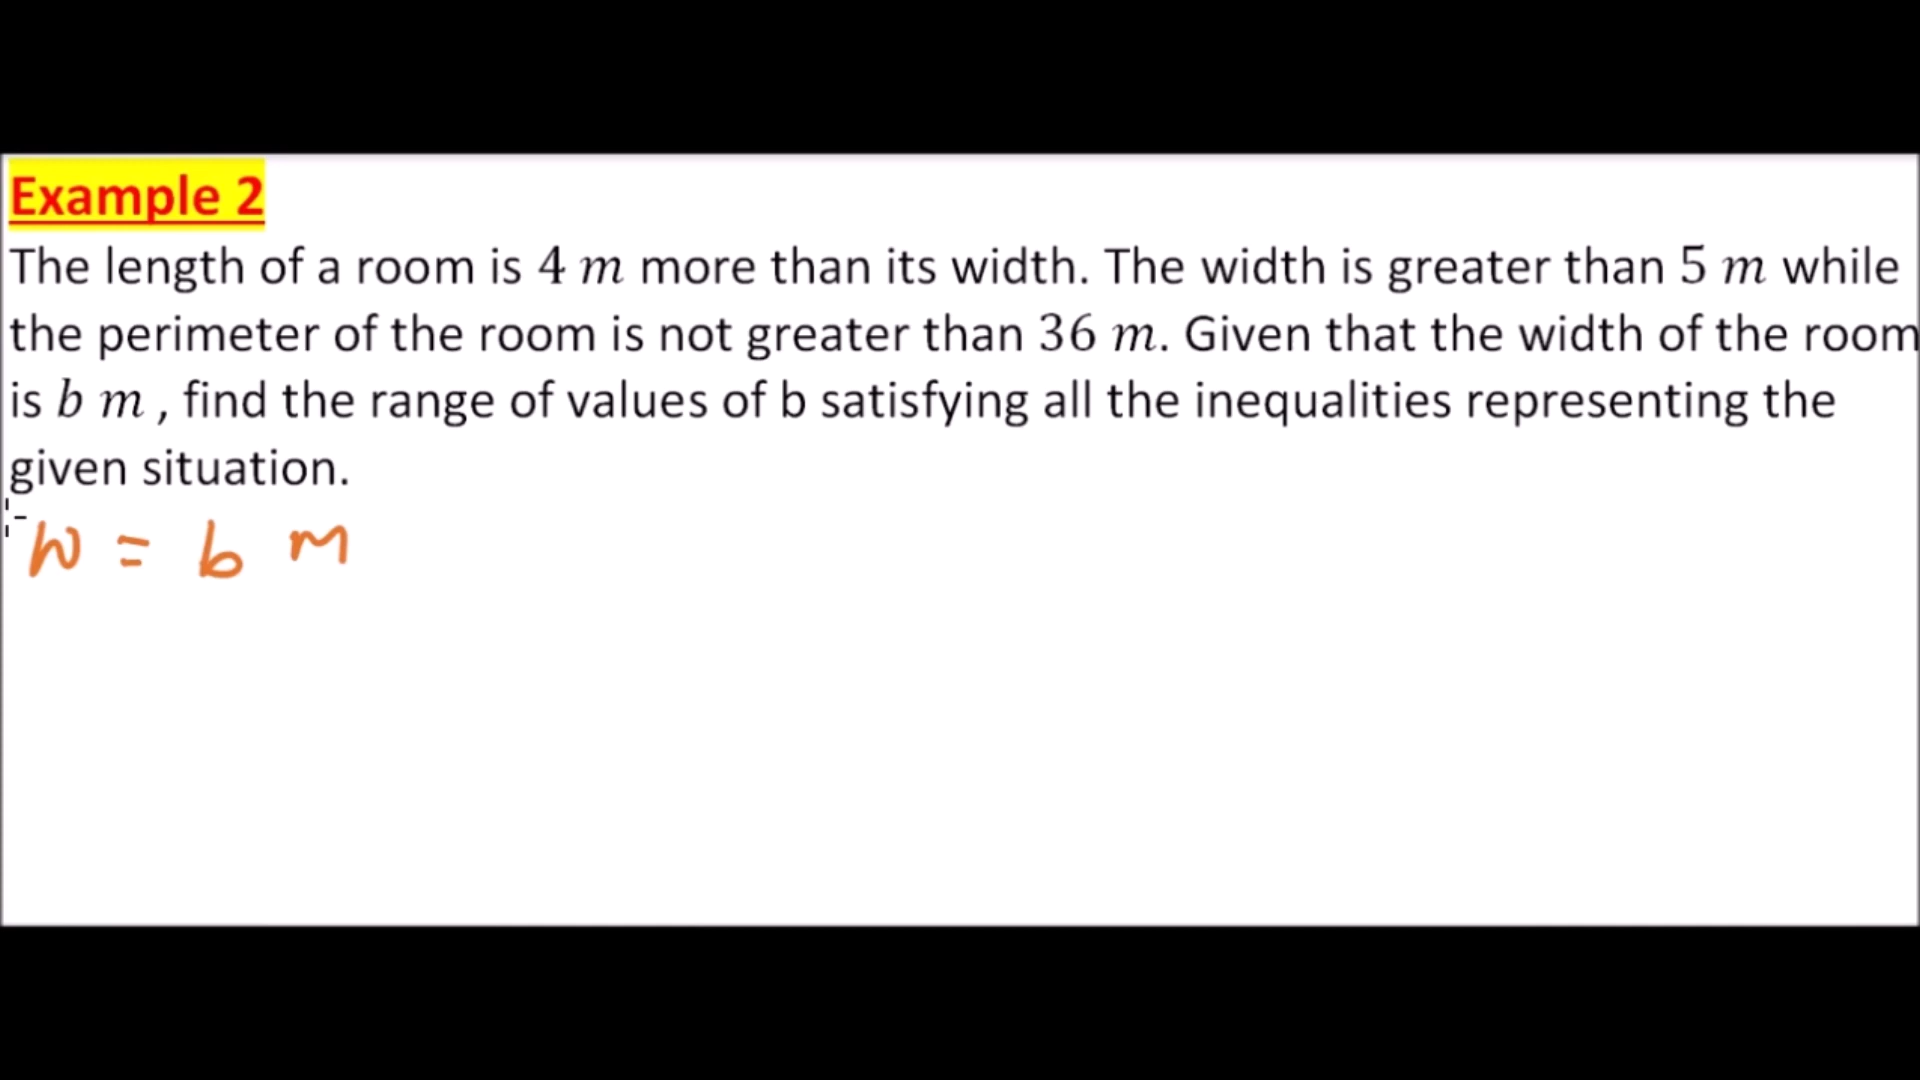 Example 2
The length of a room is 4 m more than its width. The width is greater than 5 m while
the perimeter of the room is not greater than 36 m. Given that the width of the room
is b m , find the range of values of b satisfying all the inequalities representing the
given situation.
W = b m